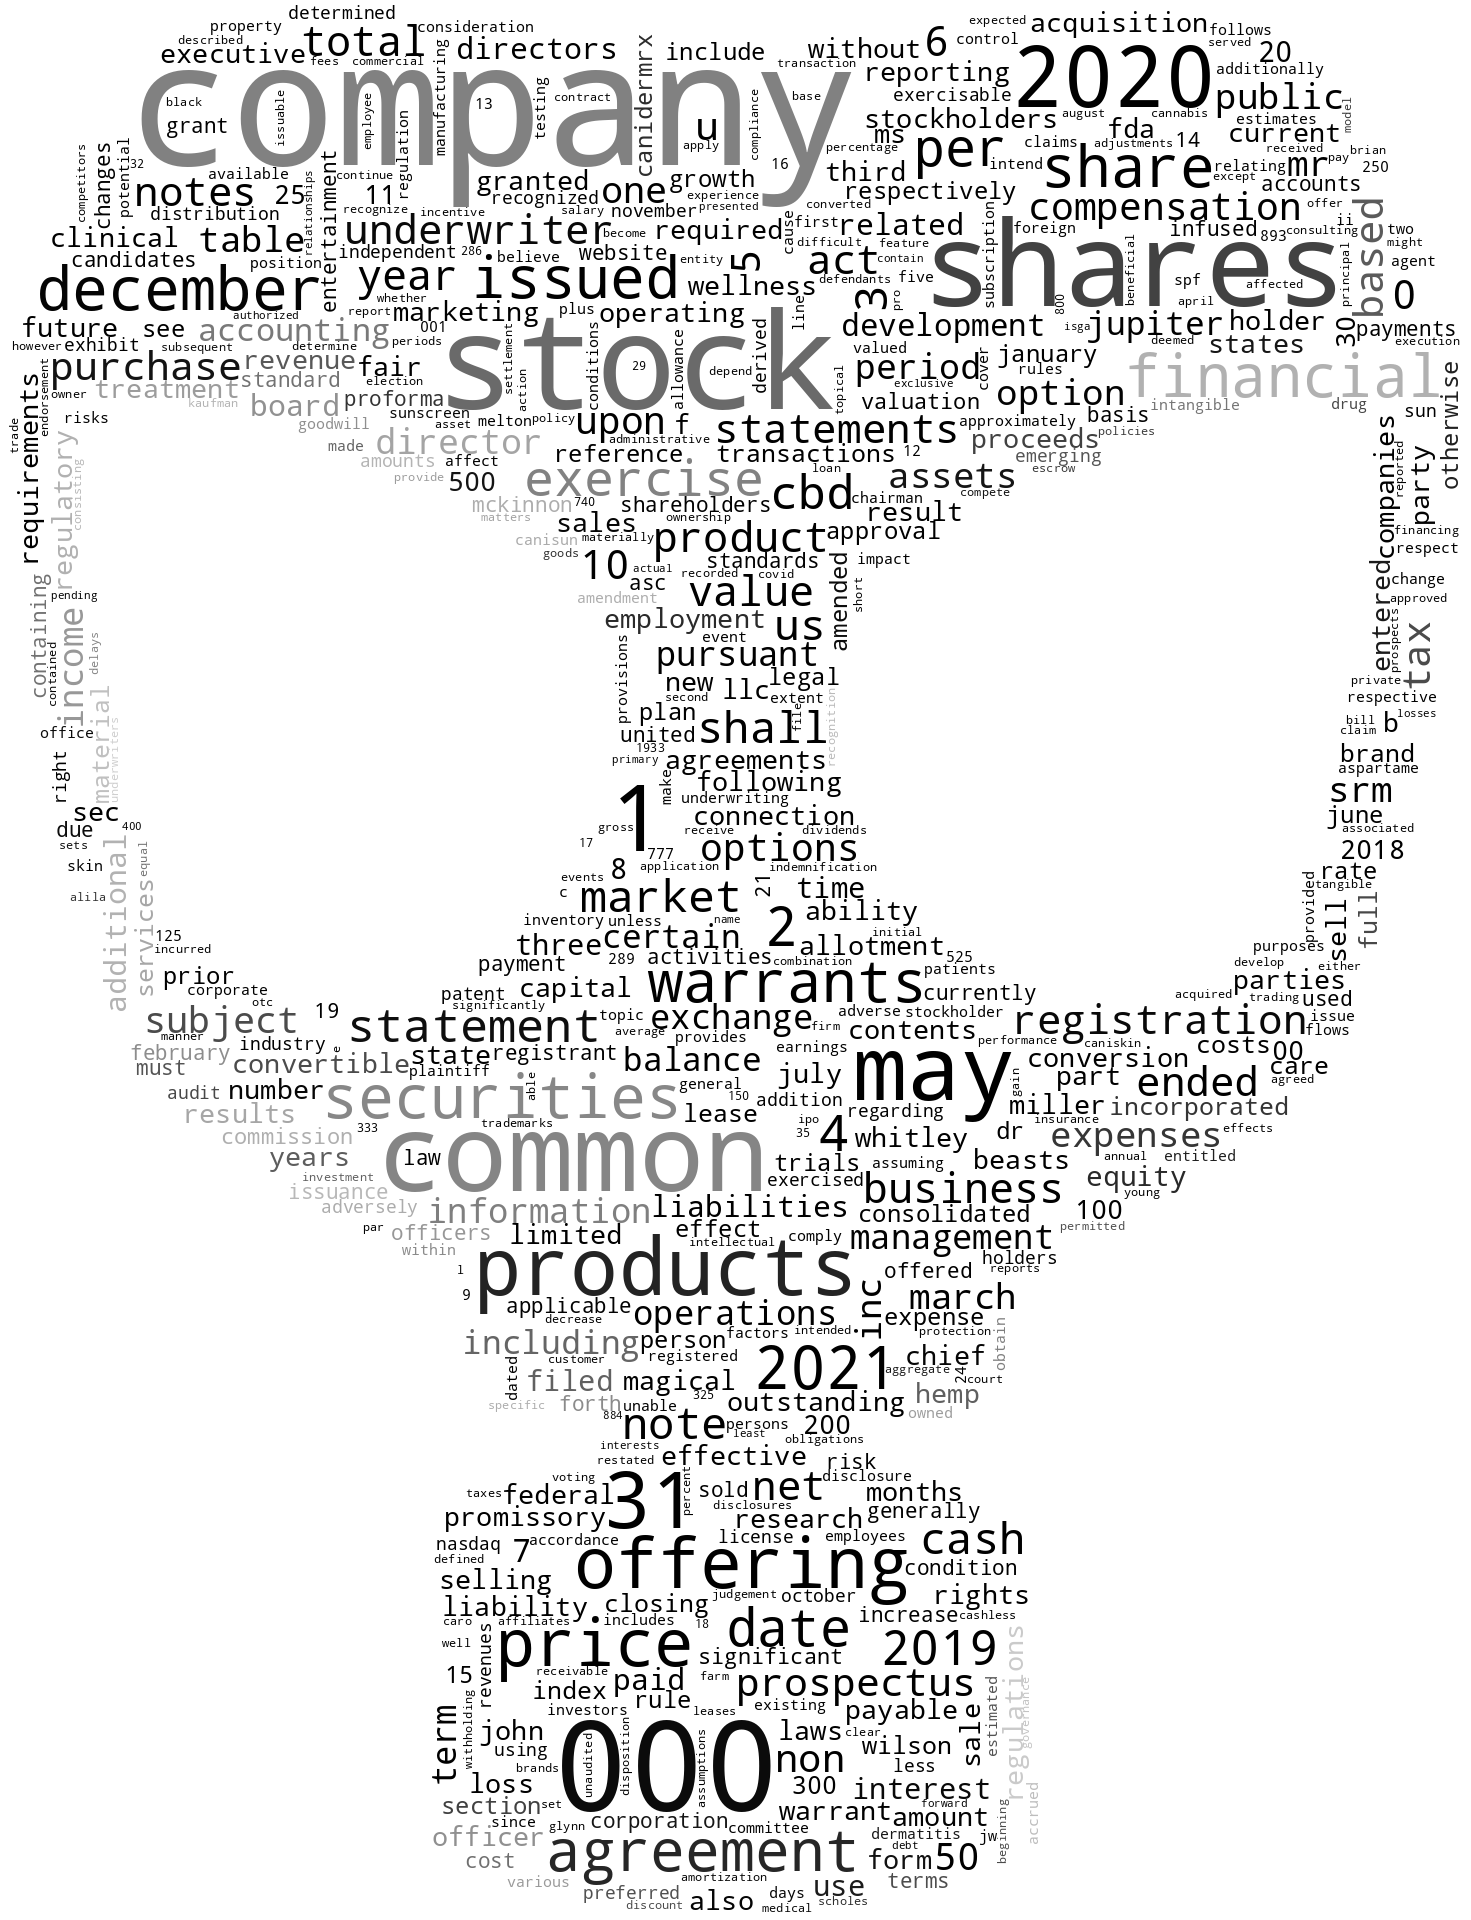 determined
property consideration
described total directors
executive fees commercial
include without 6 control expected acquisition follows
served 20
transaction reporting 2020 additionally
company
canidermrx
manufacturing
black
grant
issuable
employee
regulation
13
testing
contract
u
apply
compliance
base
16
exercisable
stockholders august fda cannabis
public
estimates
current
model
ms per claims adjustments 14
percentage
third intend share relating received mr pay brian
except 250
competitors
changes
potential
32
available
continue
notes 25 11
relationships
granted one growth
recognized experience
respectively
compensation
accounts
offer ii
distribution recognize incentive salary november presented converted
first related
foreign infused 893 consulting
clinical table
entertainment
underwriter become required
cause
difficult feature
subscription
shares
beneficial
principal
based
two
might
candidates position independent 286 believe website entity 5 act contain
defendants five
agent
december year issued wellness
3
pro
spf
april affected
0
800
authorized whether report marketing plus operating
line
development
isga
jupiter holder
30
payments
future see accounting 001
however exhibit subsequent determine periods
stock
settlement
conditions
29
allowance
depend
derived
valued
period
cover
january
deemed
rules
states execution
purchase revenue fair
exclusive
option financial
endorsement
owner treatment standard election proforma
action
topical
valuation
intangible drug
otherwise
kaufman board sunscreen
asset melton policy upon f statements approximately basis
policies
sun
trade
risks
goodwill
made director administrative
reference transactions 12
proceeds
emerging
requirements
regulatory
consisting
amounts affect
provide 500 exercise loan cbd assets escrow
compete
companies
reported
party
mckinnon 740 shareholders chairman result
matters sales ownership
canisun materially product approval
financing
respect
goods 10 actual standards impact
recorded covid
asc value
amended
short
change
amendment
approved
containing
pending
employment us
event
entered
prospects
tax
contained
income
delays
provisions
pursuant
new llc legal
second extent
private
respective
plan shall
file
recognition
office
material
underwriters
united
1933
primary agreements
bill b losses
claim
right
make
following
brand
aspartame
sec 1 underwriting
srm
due 400
gross connection
receive dividends
june
associated
sets
17 777 options
2018
skin
additional
services
equal
8 application indemnification
events
rate
tangible
alila
c market
21
time
provided
sell
full
inventory unless name 2 ability
125
incurred
three certain initial
allotment
purposes
289 activities combination 525
develop either
prior
corporate
payment capital warrants patients
parties
otc
patent
significantly
currently
acquired trading used
subject 19 statement topic exchange firm adverse stockholder registration issue
manner average provides contents performance flows
february industry e state registrant balance earnings
caniskin costs 00
must convertible plaintiff july may
gain
conversion care
agreed
audit number securities able general
150 addition part ended
results trademarks lease regarding miller incorporated
insurance
commission 333 ipo
35 4 whitley dr expenses effects
years law common trials assuming beasts annual entitled
investment exercised equity
issuance business young
adversely information liabilities consolidated 100
par officers limited effect comply management permitted
within intellectual holders
1 products offered reports
9
inc
applicable operations march
decrease expense
including person factors intended protection
obtain
customer registered chief
dated
filed magical 2021 aggregate
24
court
specific forth unable 325 outstanding hemp
owned
884 note persons 200
least obligations
interests
restated effective risk
voting 31
percent
net disclosure
taxes federal sold months
disclosures
promissory research generally
nasdaq 7 accordance license employees cash
defined offering condition
selling
judgement october rights
liability closing increase cashless
caro affiliates includes 18 date
well
revenues
price significant 2019
regulations
15 receivable paid farm prospectus
index rule existing
estimated
governance
term
withholding
investors leases payable
john 000 laws clear
sale
using
unaudited
disposition
assumptions
non wilson
brands less
loss 300 interest
section set warrant forward amount
accrued
since corporation
beginning
officer glynn committee dermatitis jw
cost agreement debt
form 50
various amortization terms
preferred also days use
discount medical scholes